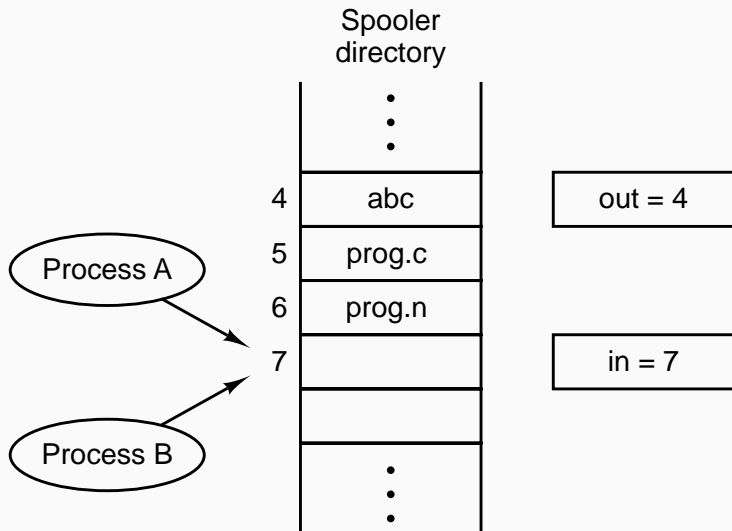 Spooler
directory
4
abc
out = 4
5
prog.c
Process A
6
prog.n
7
in = 7
Process B